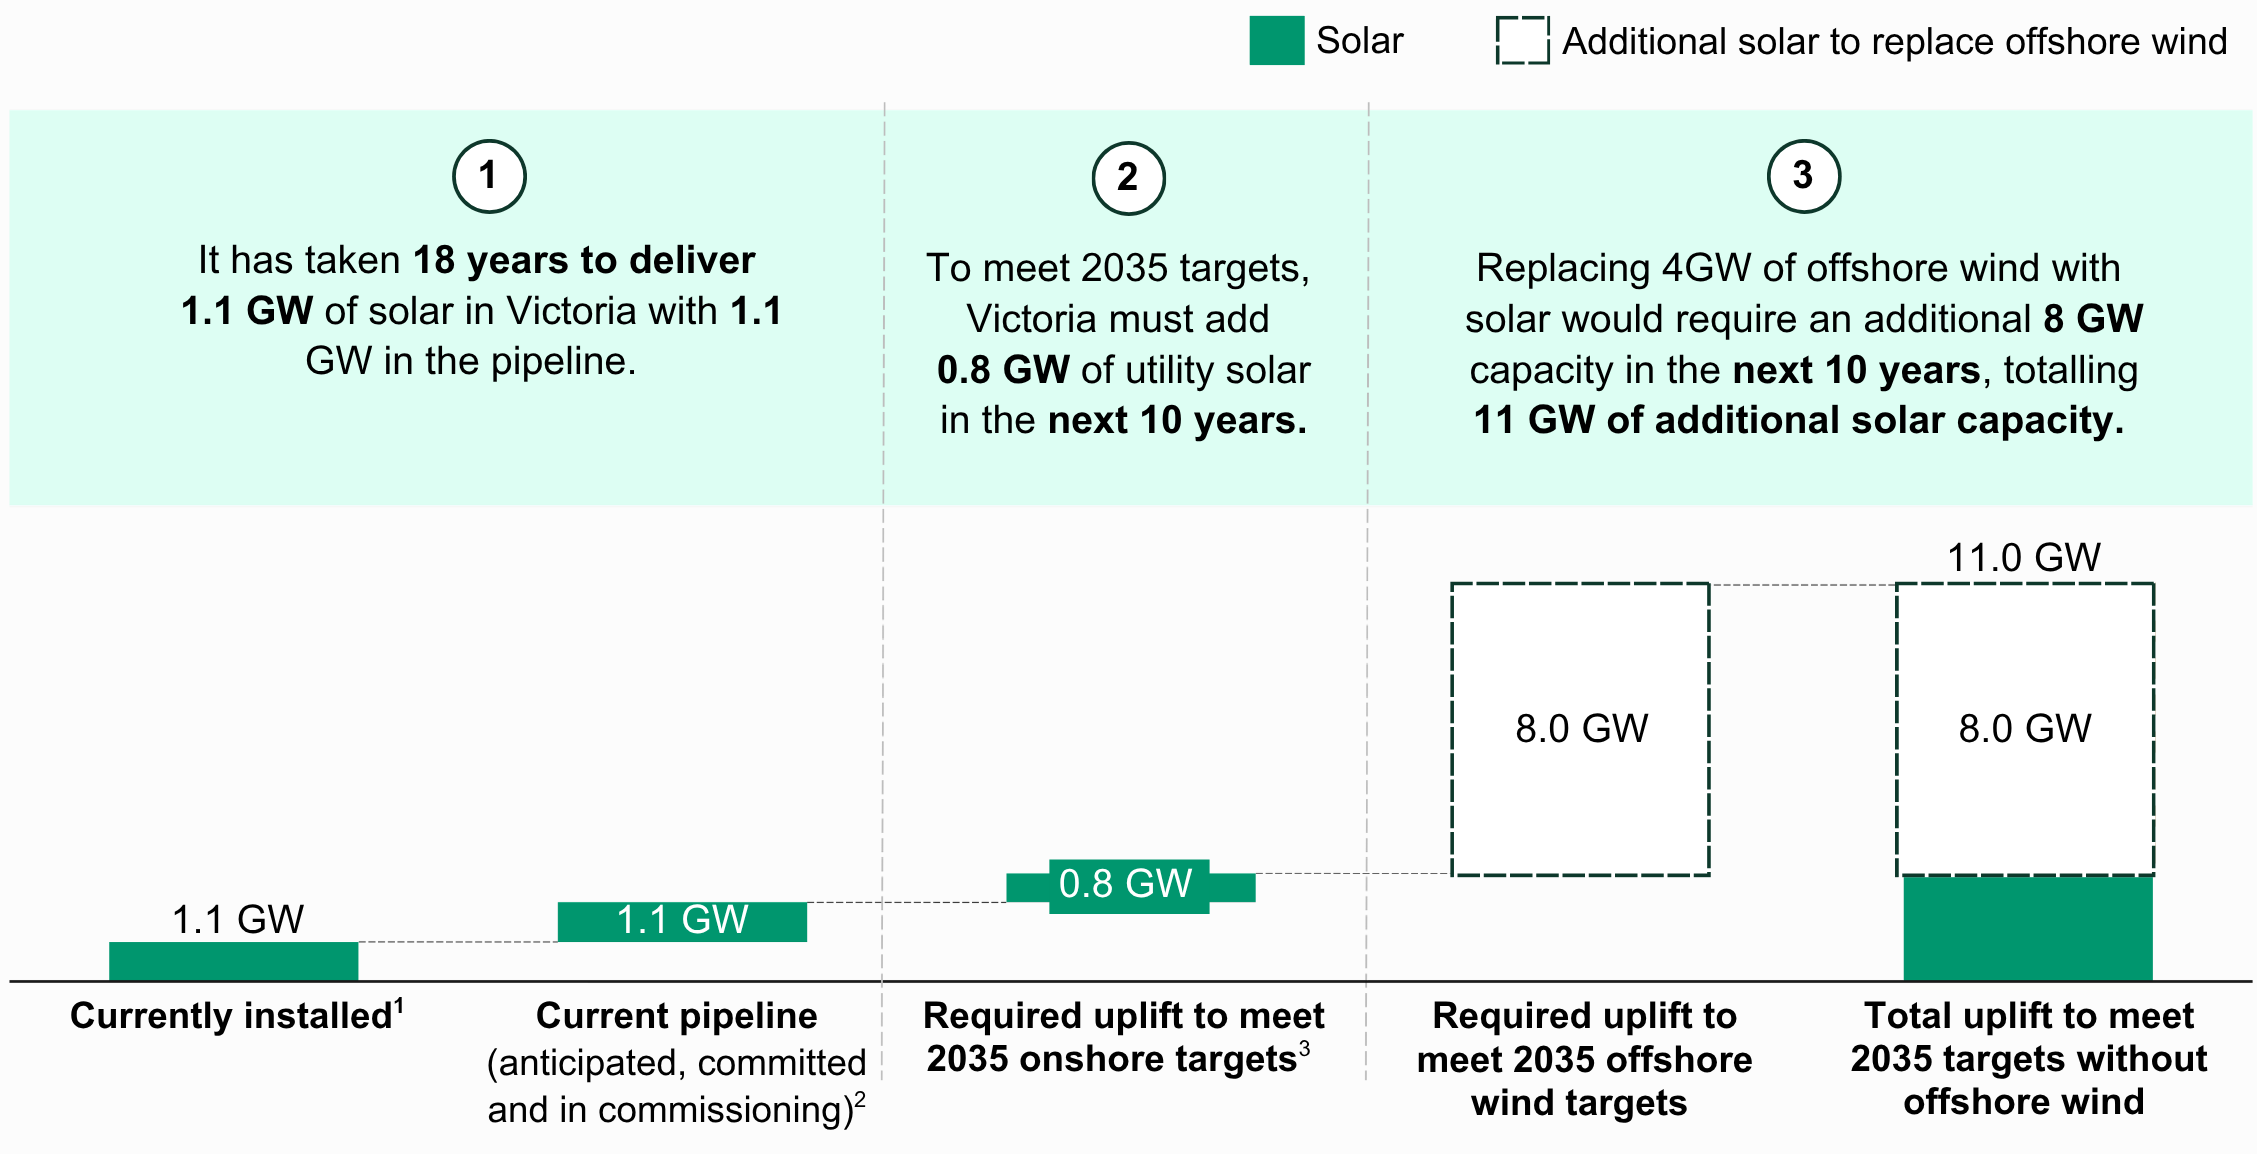 Solar
Additional solar to replace offshore wind
1
It has taken 18 years to deliver
1.1 GW of solar in Victoria with 1.1
GW in the pipeline.
2
To meet 2035 targets,
Victoria must add
0.8 GW of utility solar
in the next 10 years.
3
Replacing 4GW of offshore wind with
solar would require an additional 8 GW
capacity in the next 10 years, totalling
11 GW of additional solar capacity.
1.1 GW
1.1 GW
0.8 GW
8.0 GW
11.0 GW
8.0 GW
Currently installed¹
Current pipeline
(anticipated, committed
and in commissioning)²
Required uplift to meet
2035 onshore targets³
Required uplift to
meet 2035 offshore
wind targets
Total uplift to meet
2035 targets without
offshore wind